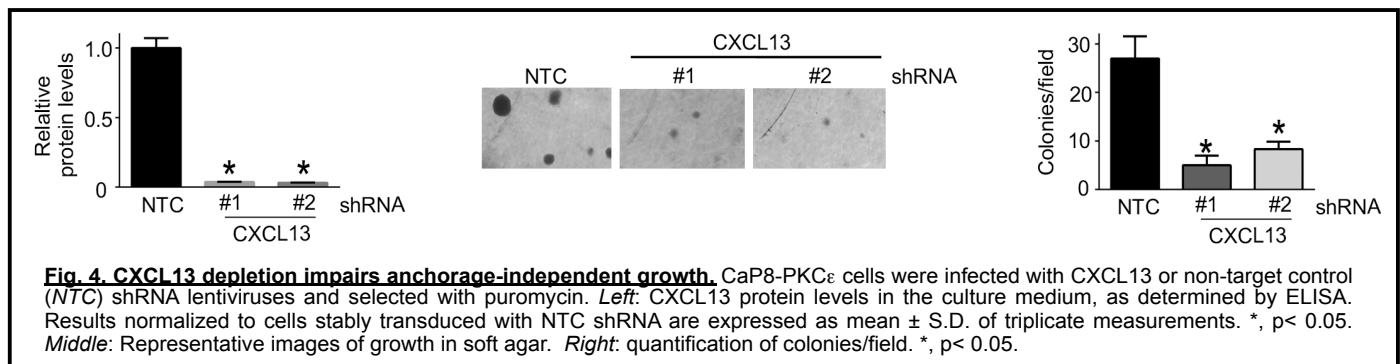 Relaltive
protein levels
1.0
0.5
0
NTC #1 #2 shRNA
CXCL13
* *
CXCL13
NTC #1 #2 shRNA
Colonies/field
30
20
10
0
* *
NTC #1 #2 shRNA
CXCL13
Fig. 4. CXCL13 depletion impairs anchorage-independent growth. CaP8-PKCε cells were infected with CXCL13 or non-target control
(NTC) shRNA lentiviruses and selected with puromycin. Left: CXCL13 protein levels in the culture medium, as determined by ELISA.
Results normalized to cells stably transduced with NTC shRNA are expressed as mean ± S.D. of triplicate measurements. *, p< 0.05.
Middle: Representative images of growth in soft agar. Right: quantification of colonies/field. *, p< 0.05.